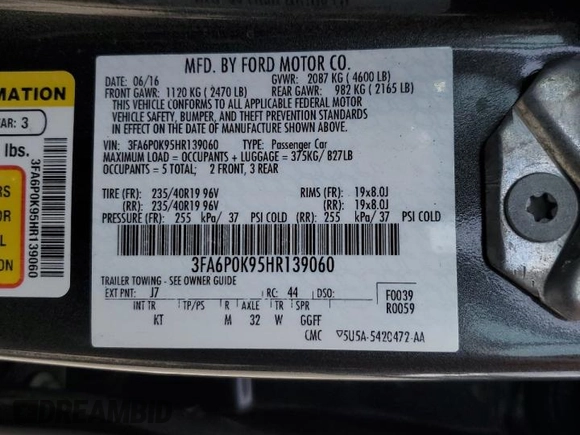 MFD. BY FORD MOTOR CO.
DATE: 06/16 GVWR: 2087 KG ( 4600 LB)
FRONT GAWR: 1120 KG ( 2470 LB) REAR GAWR: 982 KG ( 2165 LB)
THIS VEHICLE CONFORMS TO ALL APPLICABLE FEDERAL MOTOR
VEHICLE SAFETY, BUMPER, AND THEFT PREVENTION STANDARDS
IN EFFECT ON THE DATE OF MANUFACTURE SHOWN ABOVE.
VIN: 3FA6P0K95HR139060 TYPE: Passenger Car
MAXIMUM LOAD = OCCUPANTS + LUGGAGE = 375KG/ 827LB
OCCUPANTS = 5 TOTAL; 2 FRONT, 3 REAR
TIRE (FR): 235/40R19 96V RIMS (FR): 19x8.0J
(RR): 235/40R19 96V (RR): 19x8.0J
PRESSURE (FR): 255 kPa/ 37 PSI COLD (RR): 255 kPa/ 37 PSI COLD
3FA6P0K95HR139060
TRAILER TOWING - SEE OWNER GUIDE
EXT PNT: J7 RC: 44 DSO: F0039
R0059
INT TR TP/PS R AXLE TR SPR
KT M 32 W GGFF
CMC ▽5U5A-5420472-AA
MATION
EAR: 3
lbs.
3FA6P0K95HR139060
RS
OR
ON
DREAMBID